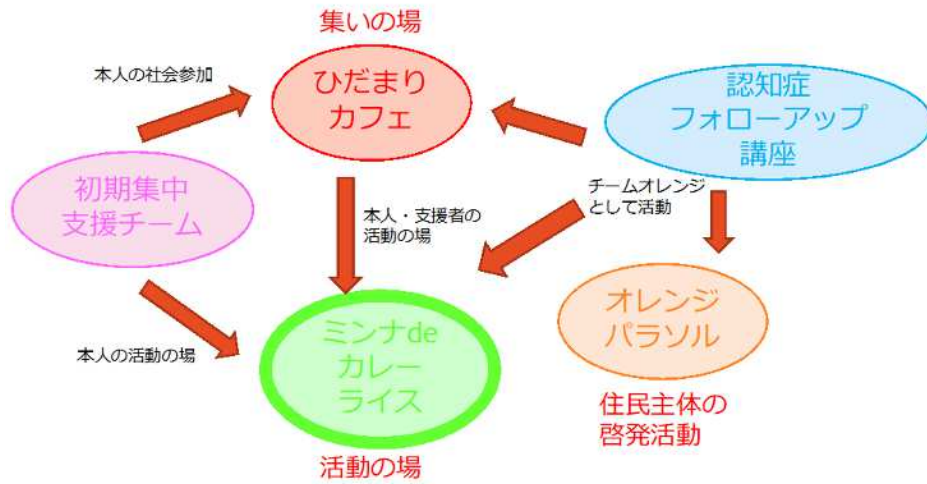 集いの場
ひだまり
カフェ
本人の社会参加
認知症
フォローアップ
講座
初期集中
支援チーム
チームオレンジ
として活動
本人・支援者の
活動の場
オレンジ
パラソル
ミンナde
カレー
ライス
本人の活動の場
住民主体の
啓発活動
活動の場